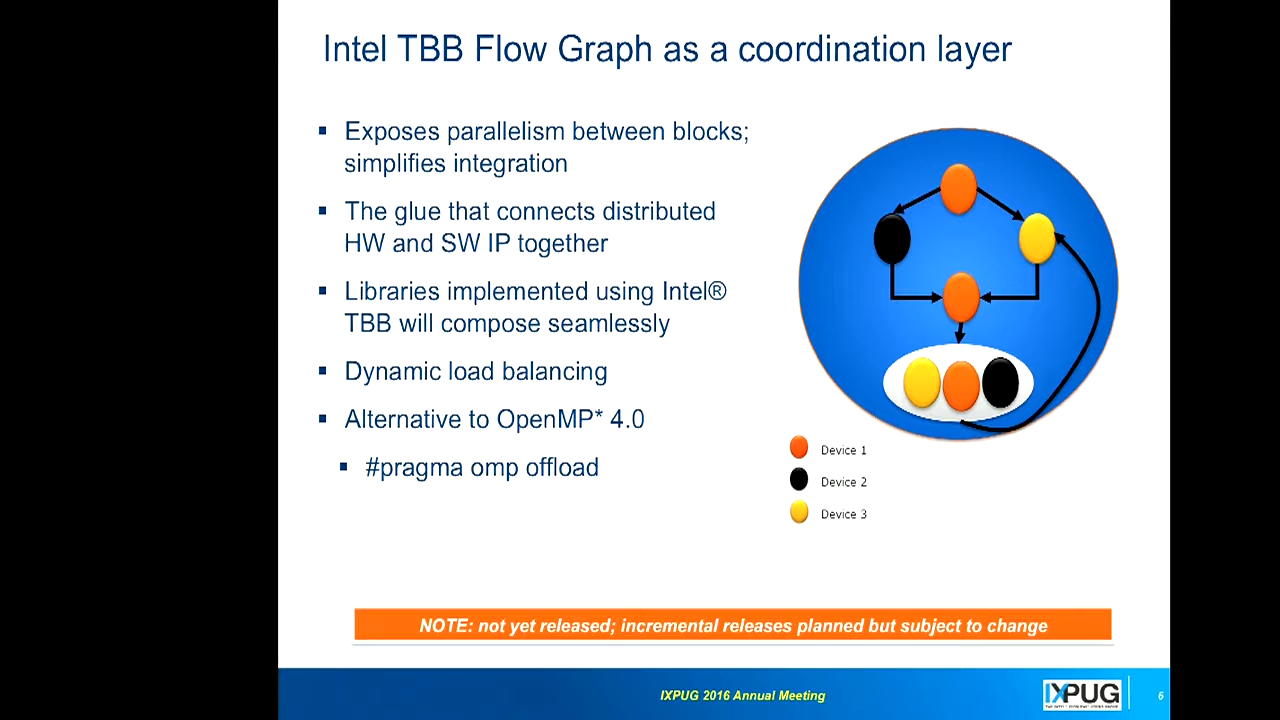 Intel TBB Flow Graph as a coordination layer
▪ Exposes parallelism between blocks;
simplifies integration
▪ The glue that connects distributed
HW and SW IP together
▪ Libraries implemented using Intel®
TBB will compose seamlessly
▪ Dynamic load balancing
▪ Alternative to OpenMP* 4.0
▪ #pragma omp offload
Device 1
Device 2
Device 3
NOTE: not yet released; incremental releases planned but subject to change
IXPUG 2016 Annual Meeting
IXPUG
6